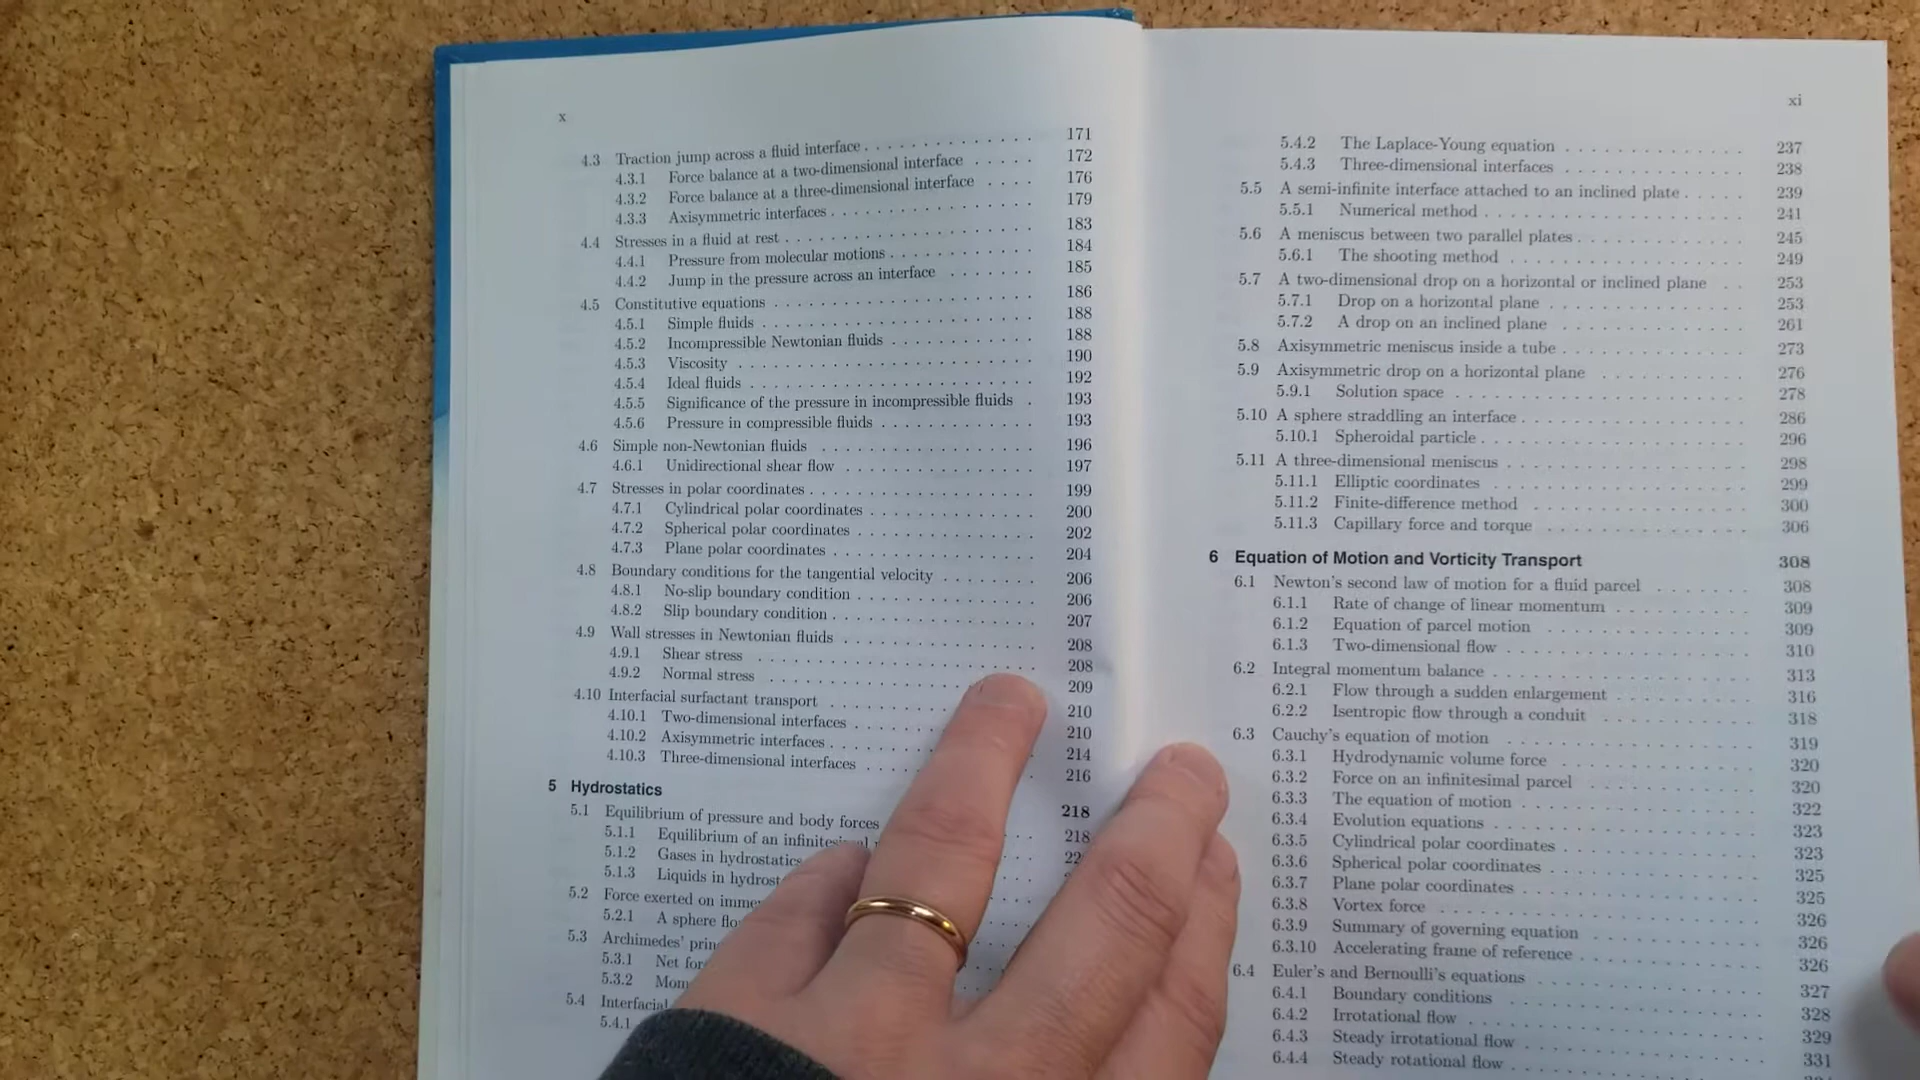 x
4.3 Traction jump across a fluid interface . . . . . . . . . . . . 171
4.3.1 Force balance at a two-dimensional interface . . . . . 172
4.3.2 Force balance at a three-dimensional interface . . . . 176
4.3.3 Axisymmetric interfaces . . . . . . . . . . . . . . 179
4.4 Stresses in a fluid at rest . . . . . . . . . . . . . . . . . 183
4.4.1 Pressure from molecular motions . . . . . . . . . . . 184
4.4.2 Jump in the pressure across an interface . . . . . . . 185
4.5 Constitutive equations . . . . . . . . . . . . . . . . . . 186
4.5.1 Simple fluids . . . . . . . . . . . . . . . . . . . 188
4.5.2 Incompressible Newtonian fluids . . . . . . . . . . . 188
4.5.3 Viscosity . . . . . . . . . . . . . . . . . . . . 190
4.5.4 Ideal fluids . . . . . . . . . . . . . . . . . . . 192
4.5.5 Significance of the pressure in incompressible fluids . 193
4.5.6 Pressure in compressible fluids . . . . . . . . . . . . 193
4.6 Simple non-Newtonian fluids . . . . . . . . . . . . . . . . 196
4.6.1 Unidirectional shear flow . . . . . . . . . . . . . . 197
4.7 Stresses in polar coordinates . . . . . . . . . . . . . . . . 199
4.7.1 Cylindrical polar coordinates . . . . . . . . . . . . 200
4.7.2 Spherical polar coordinates . . . . . . . . . . . . . 202
4.7.3 Plane polar coordinates . . . . . . . . . . . . . . 204
4.8 Boundary conditions for the tangential velocity . . . . . . . 206
4.8.1 No-slip boundary condition . . . . . . . . . . . . . 206
4.8.2 Slip boundary condition . . . . . . . . . . . . . . 207
4.9 Wall stresses in Newtonian fluids . . . . . . . . . . . . . 208
4.9.1 Shear stress . . . . . . . . . . . . . . . . . . . 208
4.9.2 Normal stress . . . . . . . . . . . . 209
4.10 Interfacial surfactant transport . . . . . . . . 210
4.10.1 Two-dimensional interfaces . . . . . . 210
4.10.2 Axisymmetric interfaces . . . . . . . 214
4.10.3 Three-dimensional interfaces . . . . . 216
5 Hydrostatics 218
5.1 Equilibrium of pressure and body forces . . 218
5.1.1 Equilibrium of an
5.1.2 Gases in hydrostatics
5.1.3 Liquids in
5.2 Force exerted on
5.2.1 A sphere
5.3 Archimedes'
5.3.1 Net
5.3.2
5.4 Interfacial
5.4.1
xi
5.4.2 The Laplace-Young equation . . . . . . . . . . . . . 237
5.4.3 Three-dimensional interfaces . . . . . . . . . . . . . 238
5.5 A semi-infinite interface attached to an inclined plate . . . . . 239
5.5.1 Numerical method . . . . . . . . . . . . . . . . . 241
5.6 A meniscus between two parallel plates . . . . . . . . . . . . 245
5.6.1 The shooting method . . . . . . . . . . . . . . . . 249
5.7 A two-dimensional drop on a horizontal or inclined plane . . 253
5.7.1 Drop on a horizontal plane . . . . . . . . . . . . . 253
5.7.2 A drop on an inclined plane . . . . . . . . . . . . . 261
5.8 Axisymmetric meniscus inside a tube . . . . . . . . . . . . . 273
5.9 Axisymmetric drop on a horizontal plane . . . . . . . . . . 276
5.9.1 Solution space . . . . . . . . . . . . . . . . . . 278
5.10 A sphere straddling an interface . . . . . . . . . . . . . . . 286
5.10.1 Spheroidal particle . . . . . . . . . . . . . . . . . 296
5.11 A three-dimensional meniscus . . . . . . . . . . . . . . . 298
5.11.1 Elliptic coordinates . . . . . . . . . . . . . . . . 299
5.11.2 Finite-difference method . . . . . . . . . . . . . . 300
5.11.3 Capillary force and torque . . . . . . . . . . . . . 306
6 Equation of Motion and Vorticity Transport 308
6.1 Newton's second law of motion for a fluid parcel . . . . . . 308
6.1.1 Rate of change of linear momentum . . . . . . . . . 309
6.1.2 Equation of parcel motion . . . . . . . . . . . . . 309
6.1.3 Two-dimensional flow . . . . . . . . . . . . . . . 310
6.2 Integral momentum balance . . . . . . . . . . . . . . . . 313
6.2.1 Flow through a sudden enlargement . . . . . . . . . 316
6.2.2 Isentropic flow through a conduit . . . . . . . . . . 318
6.3 Cauchy's equation of motion . . . . . . . . . . . . . . . . 319
6.3.1 Hydrodynamic volume force . . . . . . . . . . . . . 320
6.3.2 Force on an infinitesimal parcel . . . . . . . . . . . 320
6.3.3 The equation of motion . . . . . . . . . . . . . . . 322
6.3.4 Evolution equations . . . . . . . . . . . . . . . . 323
6.3.5 Cylindrical polar coordinates . . . . . . . . . . . . 323
6.3.6 Spherical polar coordinates . . . . . . . . . . . . . 325
6.3.7 Plane polar coordinates . . . . . . . . . . . . . . . 325
6.3.8 Vortex force . . . . . . . . . . . . . . . . . . . 326
6.3.9 Summary of governing equation . . . . . . . . . . . 326
6.3.10 Accelerating frame of reference . . . . . . . . . . . 326
6.4 Euler's and Bernoulli's equations . . . . . . . . . . . . . . 327
6.4.1 Boundary conditions . . . . . . . . . . . . . . . . 328
6.4.2 Irrotational flow . . . . . . . . . . . . . . . . . . 329
6.4.3 Steady irrotational flow . . . . . . . . . . . . . . . 331
6.4.4 Steady rotational flow . . . . . . . . . . . . . . .